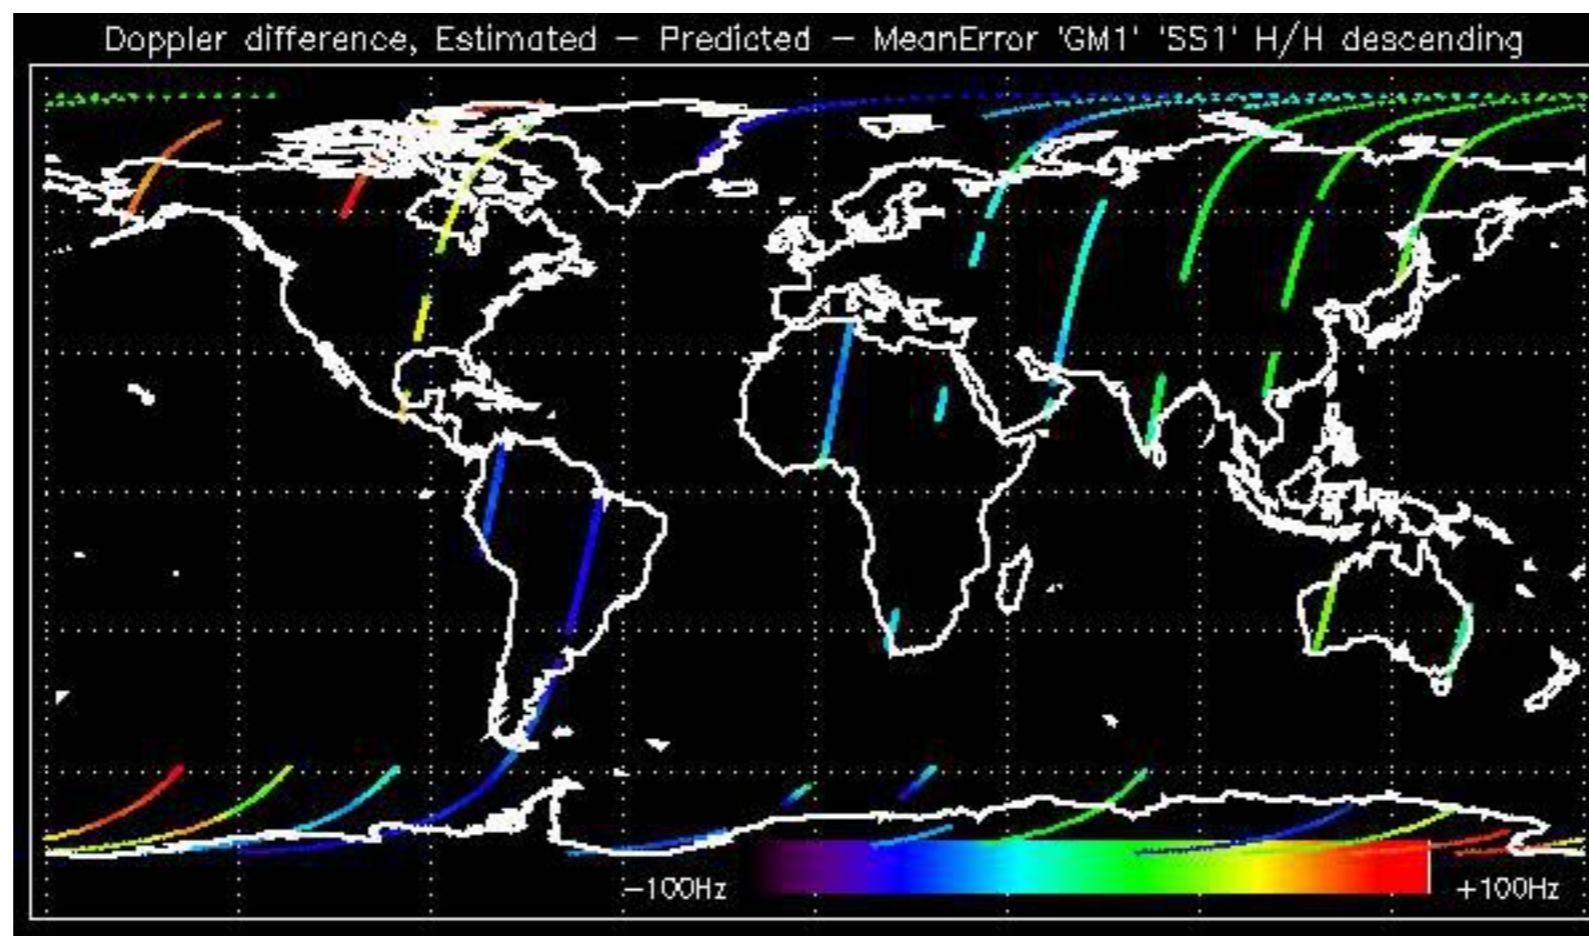 Doppler difference, Estimated – Predicted – MeanError 'GM1' 'SS1' H/H descending
–100Hz
+100Hz